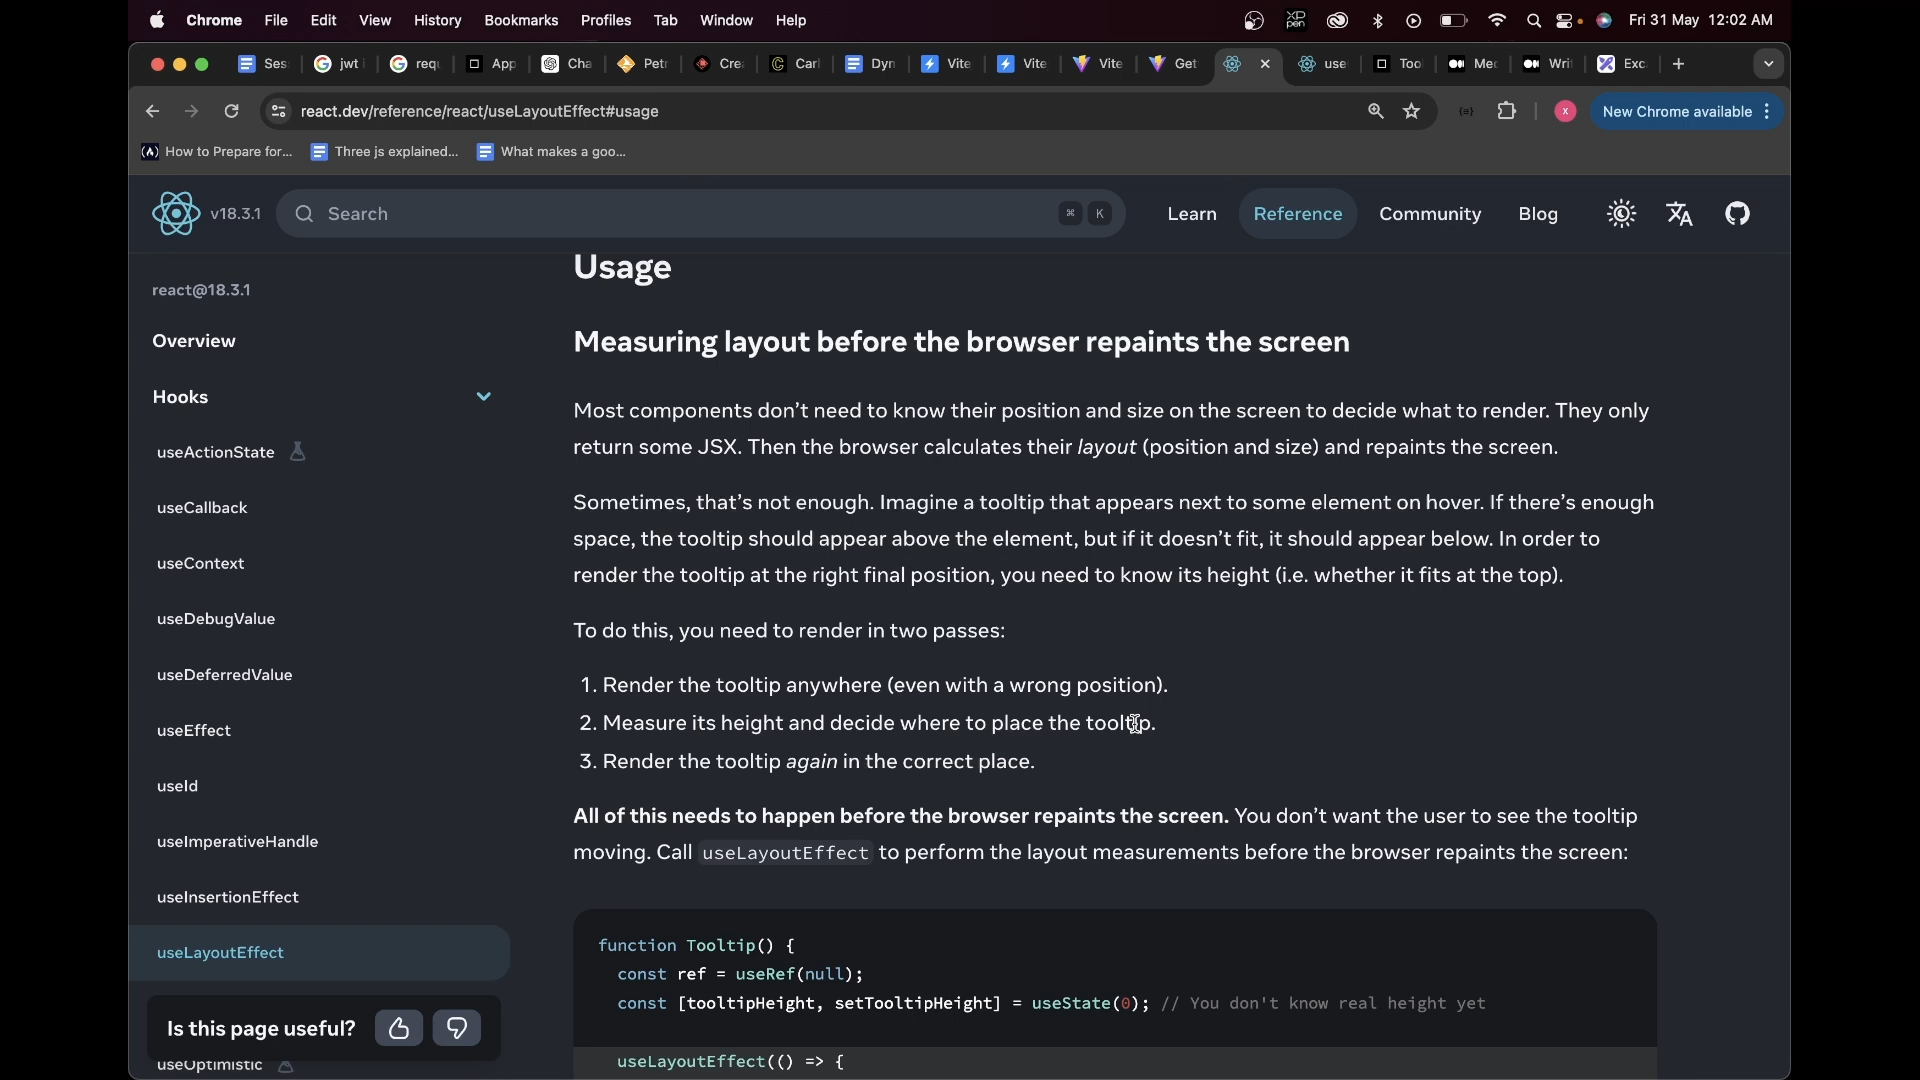 Chrome File Edit View History Bookmarks Profiles Tab Window Help
XP pen
Fri 31 May 12:02 AM
Ses jwt requ App Cha Petr Crea Carl Dyn Vite Vite Vite Get use Too Med Writ Exc
react.dev/reference/react/useLayoutEffect#usage
X
New Chrome available
How to Prepare for... Three js explained... What makes a goo...
v18.3.1
Search
⌘ K
Learn Reference Community Blog
react@18.3.1
Overview
Hooks
useActionState
useCallback
useContext
useDebugValue
useDeferredValue
useEffect
useId
useImperativeHandle
useInsertionEffect
useLayoutEffect
Is this page useful?
useOptimistic
Usage
Measuring layout before the browser repaints the screen
Most components don’t need to know their position and size on the screen to decide what to render. They only
return some JSX. Then the browser calculates their layout (position and size) and repaints the screen.
Sometimes, that’s not enough. Imagine a tooltip that appears next to some element on hover. If there’s enough
space, the tooltip should appear above the element, but if it doesn’t fit, it should appear below. In order to
render the tooltip at the right final position, you need to know its height (i.e. whether it fits at the top).
To do this, you need to render in two passes:
1. Render the tooltip anywhere (even with a wrong position).
2. Measure its height and decide where to place the tooltip.
3. Render the tooltip again in the correct place.
All of this needs to happen before the browser repaints the screen. You don’t want the user to see the tooltip
moving. Call useLayoutEffect to perform the layout measurements before the browser repaints the screen:
function Tooltip() {
const ref = useRef(null);
const [tooltipHeight, setTooltipHeight] = useState(0); // You don't know real height yet
useLayoutEffect(() => {